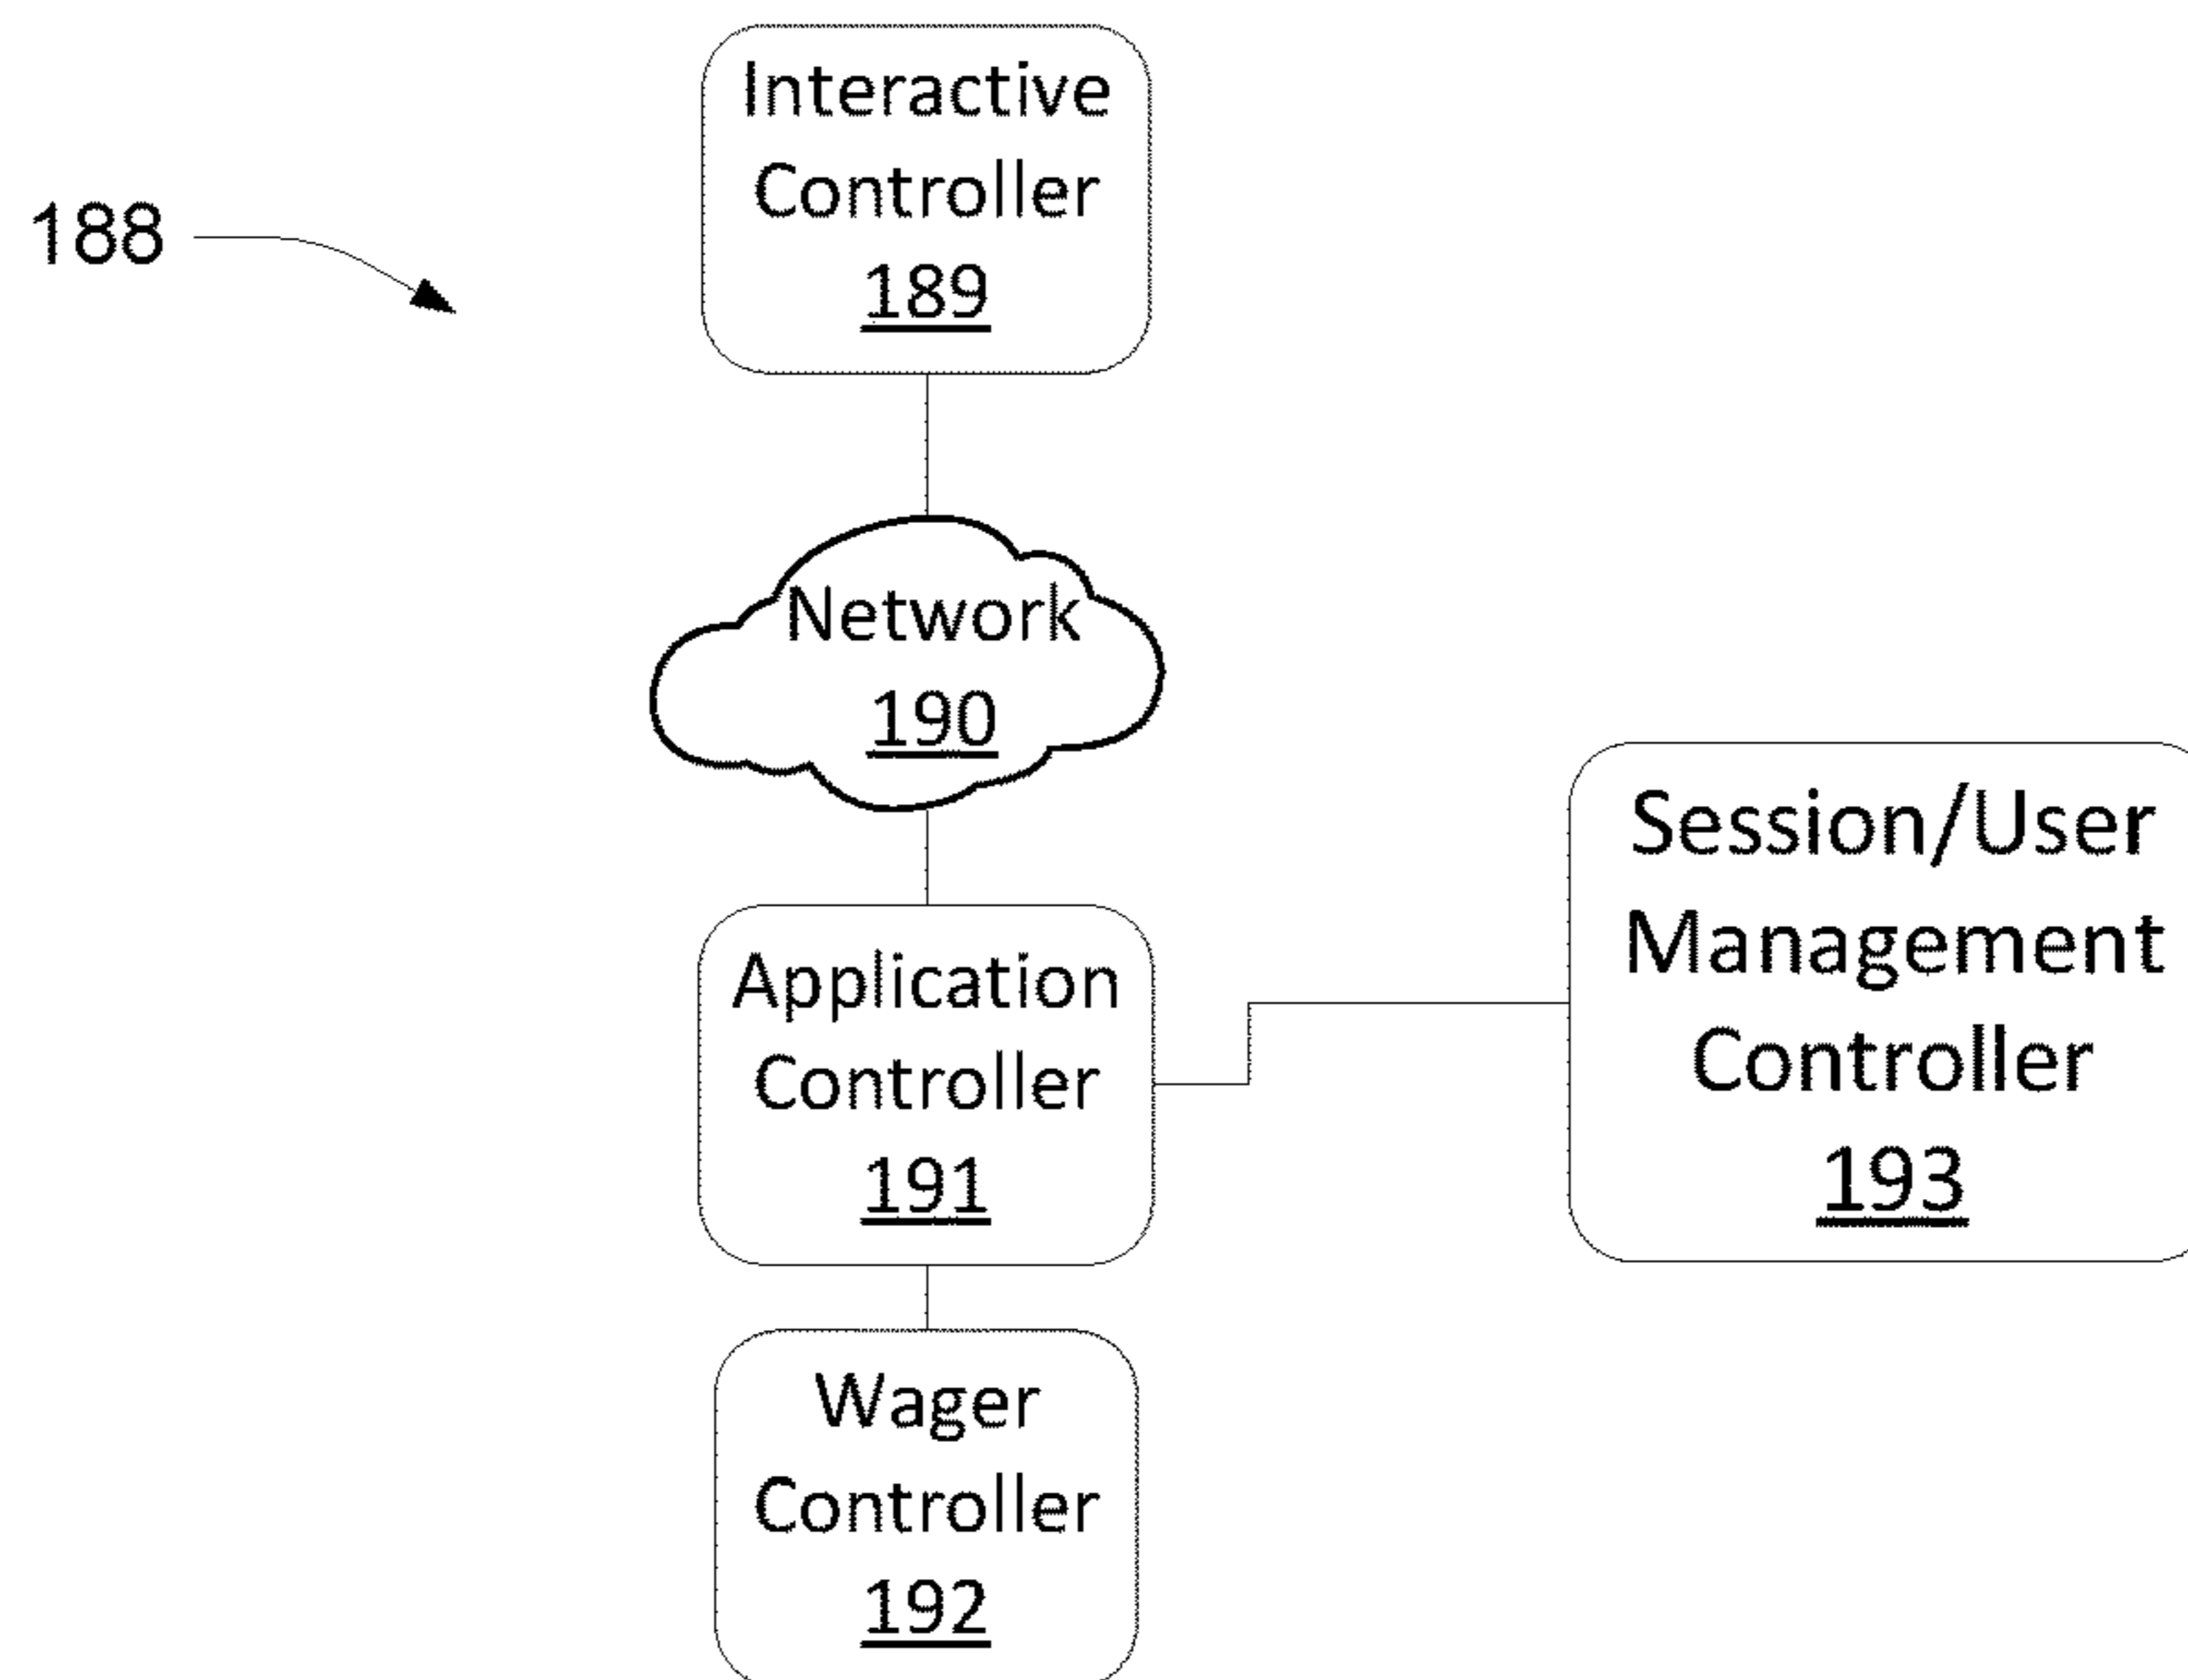 Interactive
Controller
189
188
Network
190
Application
Controller
191
Session/User
Management
Controller
193
Wager
Controller
192